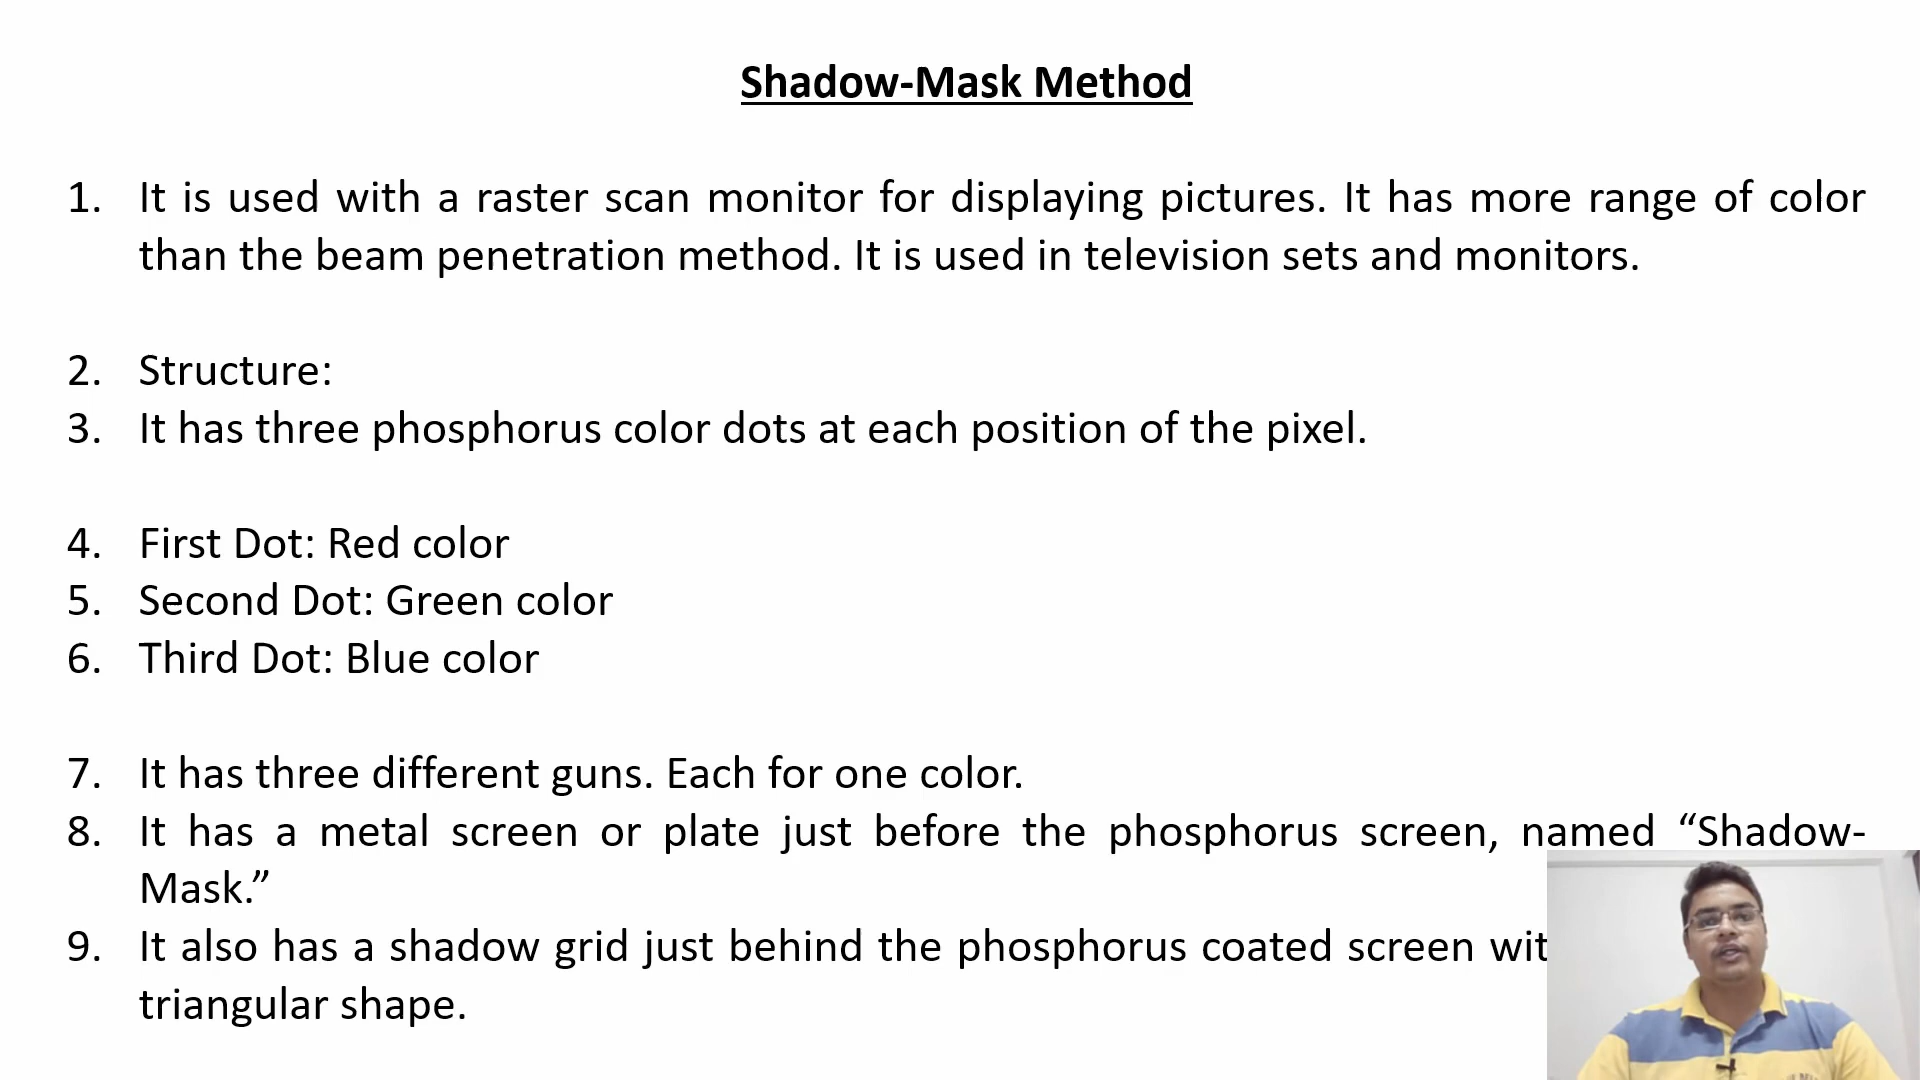 Shadow-Mask Method
1. It is used with a raster scan monitor for displaying pictures. It has more range of color
than the beam penetration method. It is used in television sets and monitors.
2. Structure:
3. It has three phosphorus color dots at each position of the pixel.
4. First Dot: Red color
5. Second Dot: Green color
6. Third Dot: Blue color
7. It has three different guns. Each for one color.
8. It has a metal screen or plate just before the phosphorus screen, named “Shadow-
Mask.”
9. It also has a shadow grid just behind the phosphorus coated screen
triangular shape.